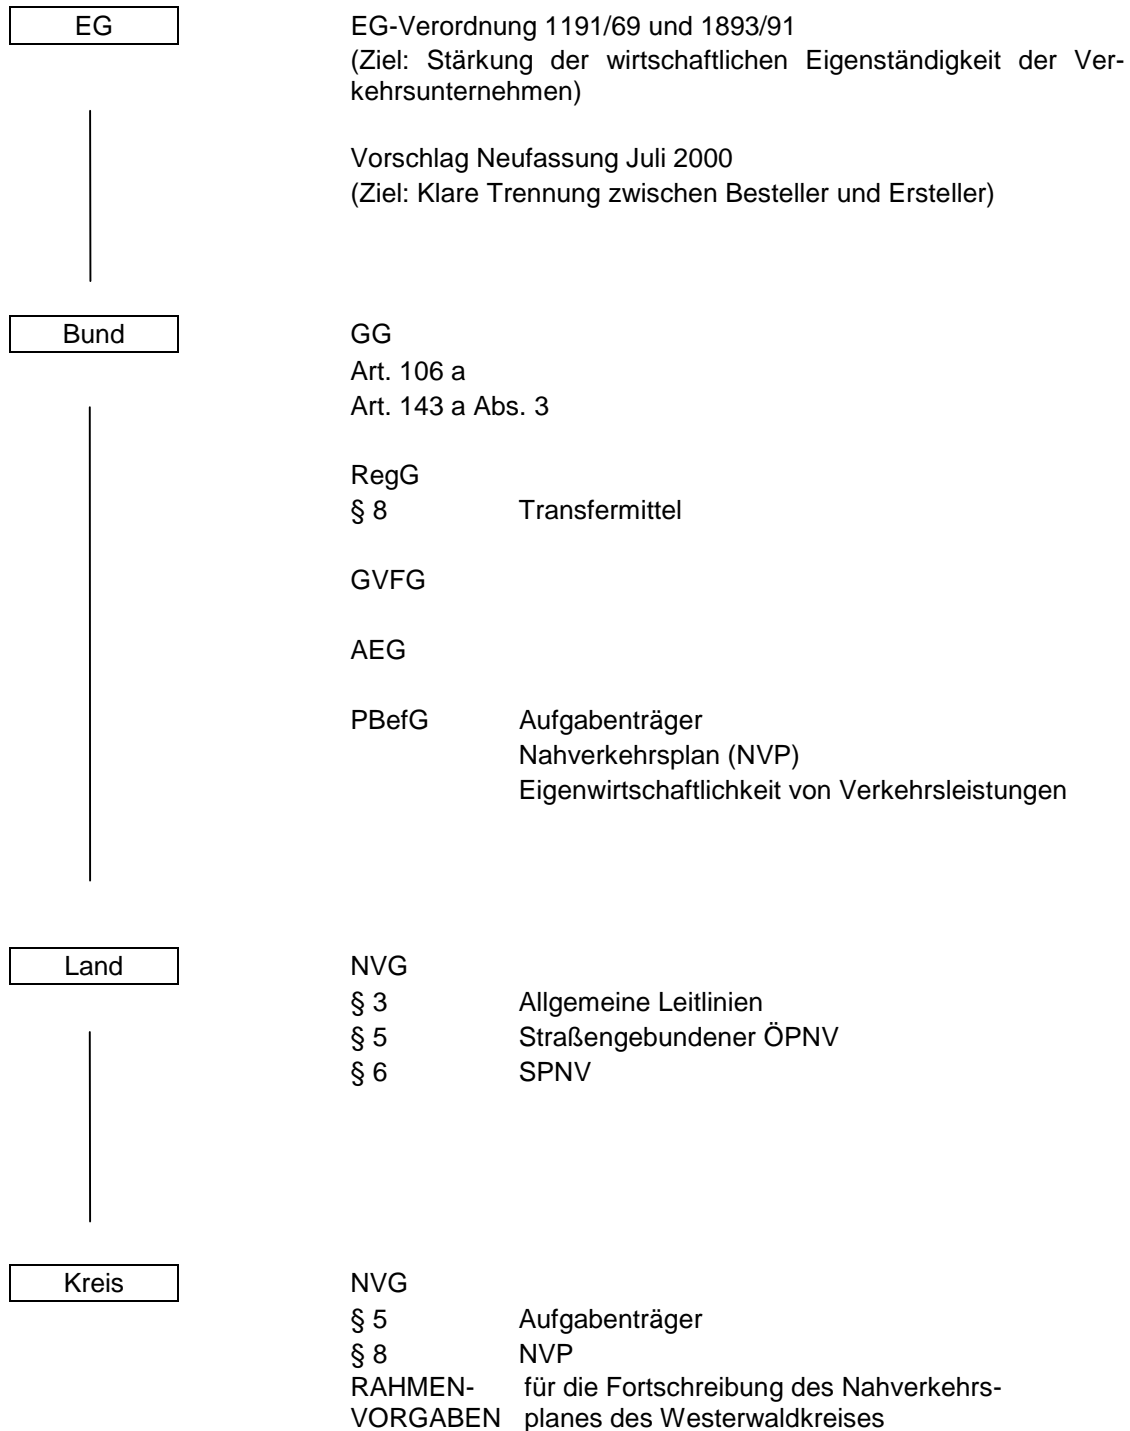 EG EG-Verordnung 1191/69 und 1893/91
(Ziel: Stärkung der wirtschaftlichen Eigenständigkeit der Ver-
kehrsunternehmen)
Vorschlag Neufassung Juli 2000
(Ziel: Klare Trennung zwischen Besteller und Ersteller)
Bund GG
Art. 106 a
Art. 143 a Abs. 3
RegG
§ 8 Transfermittel
GVFG
AEG
PBefG Aufgabenträger
Nahverkehrsplan (NVP)
Eigenwirtschaftlichkeit von Verkehrsleistungen
Land NVG
§ 3 Allgemeine Leitlinien
§ 5 Straßengebundener ÖPNV
§ 6 SPNV
Kreis NVG
§ 5 Aufgabenträger
§ 8 NVP
RAHMEN- für die Fortschreibung des Nahverkehrs-
VORGABEN planes des Westerwaldkreises